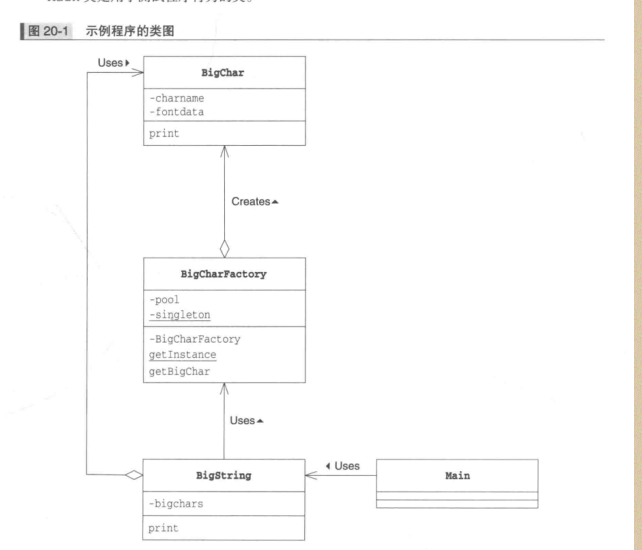 图 20-1 示例程序的类图
Uses
BigChar
-charname
-fontdata
print
Creates
BigCharFactory
-pool
-singleton
-BigCharFactory
getInstance
getBigChar
Uses
BigString
-bigchars
print
Uses
Main